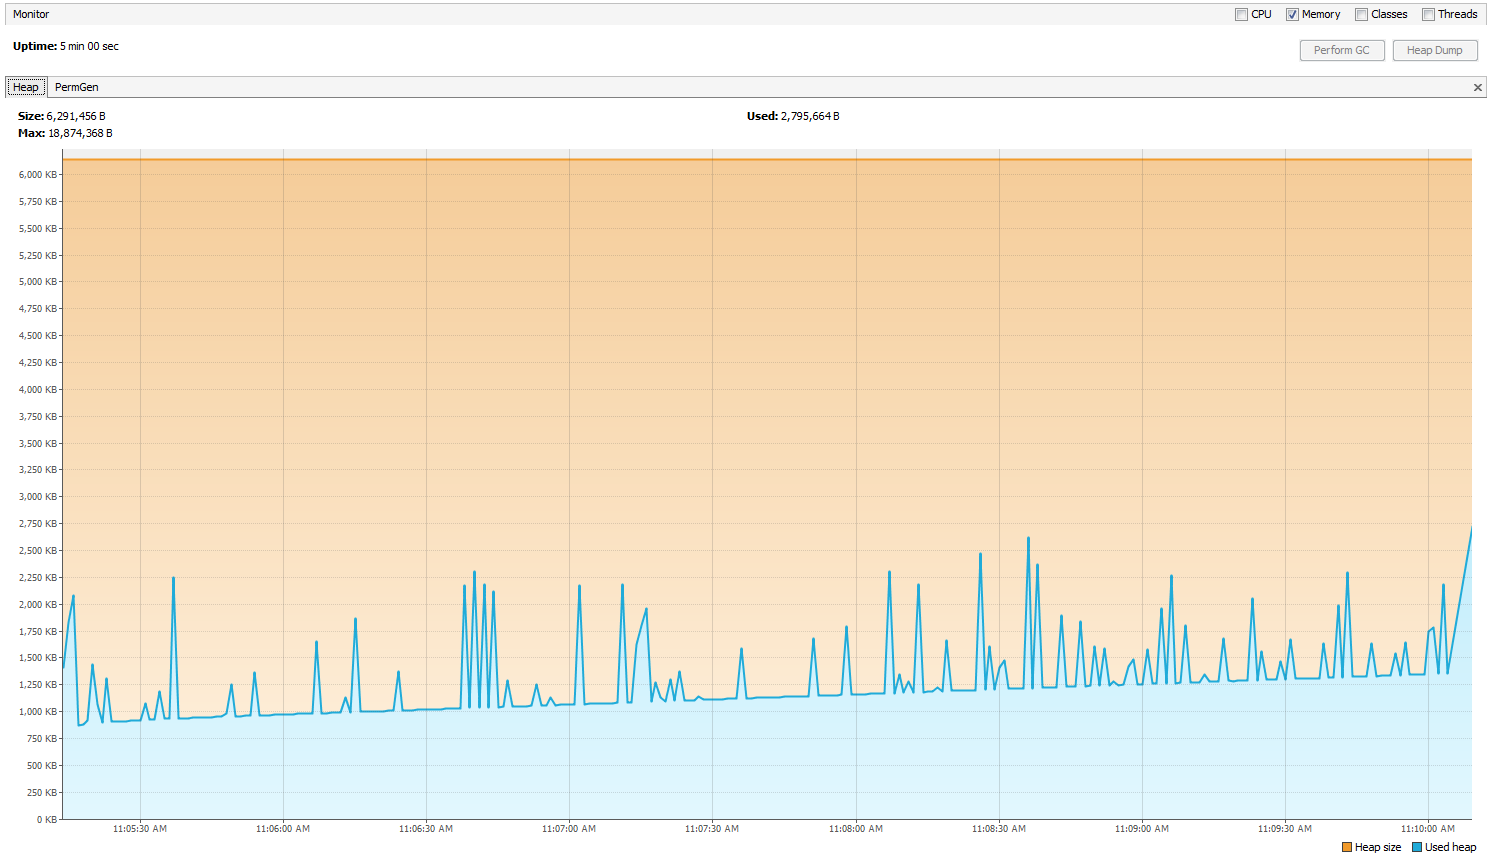 Monitor CPU Memory Classes Threads
Uptime: 5 min 00 sec Perform GC Heap Dump
Heap PermGen
Size: 6,291,456 B Used: 2,795,664 B
Max: 18,874,368 B
6,000 KB
5,750 KB
5,500 KB
5,250 KB
5,000 KB
4,750 KB
4,500 KB
4,250 KB
4,000 KB
3,750 KB
3,500 KB
3,250 KB
3,000 KB
2,750 KB
2,500 KB
2,250 KB
2,000 KB
1,750 KB
1,500 KB
1,250 KB
1,000 KB
750 KB
500 KB
250 KB
0 KB
11:05:30 AM 11:06:00 AM 11:06:30 AM 11:07:00 AM 11:07:30 AM 11:08:00 AM 11:08:30 AM 11:09:00 AM 11:09:30 AM 11:10:00 AM
Heap size Used heap